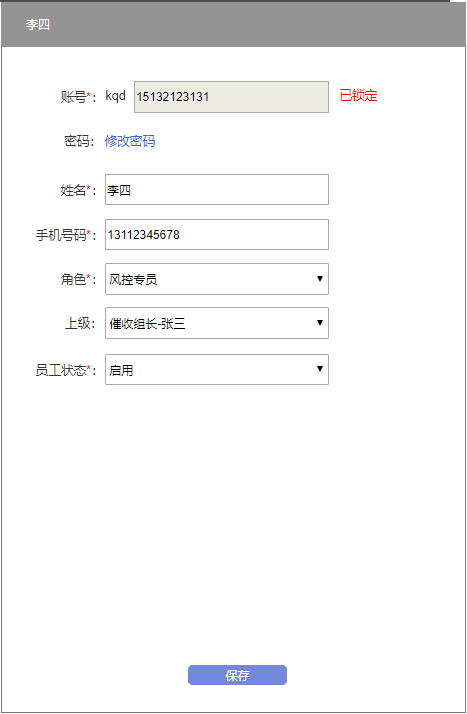 李四
账号*： kqd 15132123131 已锁定
密码： 修改密码
姓名*： 李四
手机号码*： 13112345678
角色*： 风控专员
上级： 催收组长-张三
员工状态*： 启用
保存